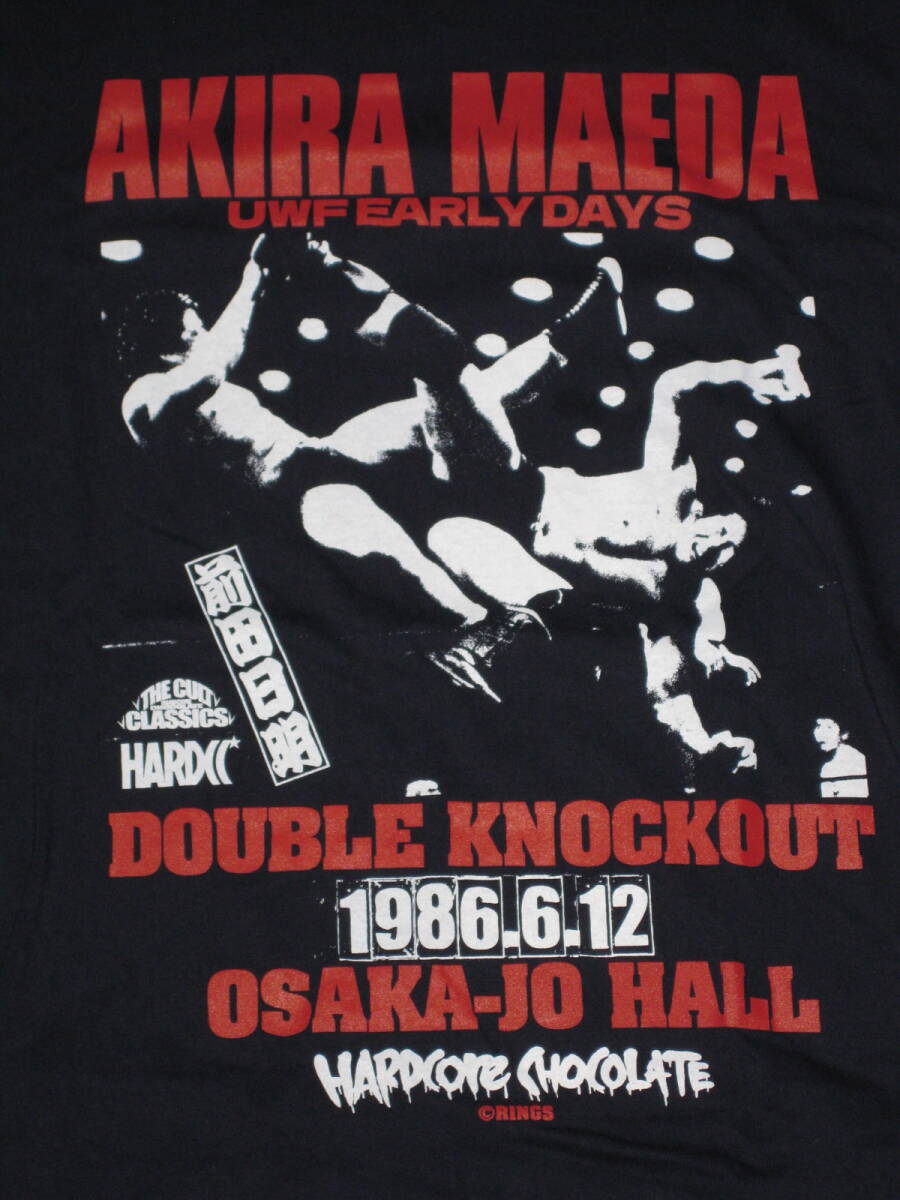 AKIRA MAEDA
UWF EARLY DAYS
前田日明
THE CULT
CLASSICS
HARDCC
DOUBLE KNOCKOUT
1986.6.12
OSAKA-JO HALL
HARDCORE CHOCOLATE
©RINGS